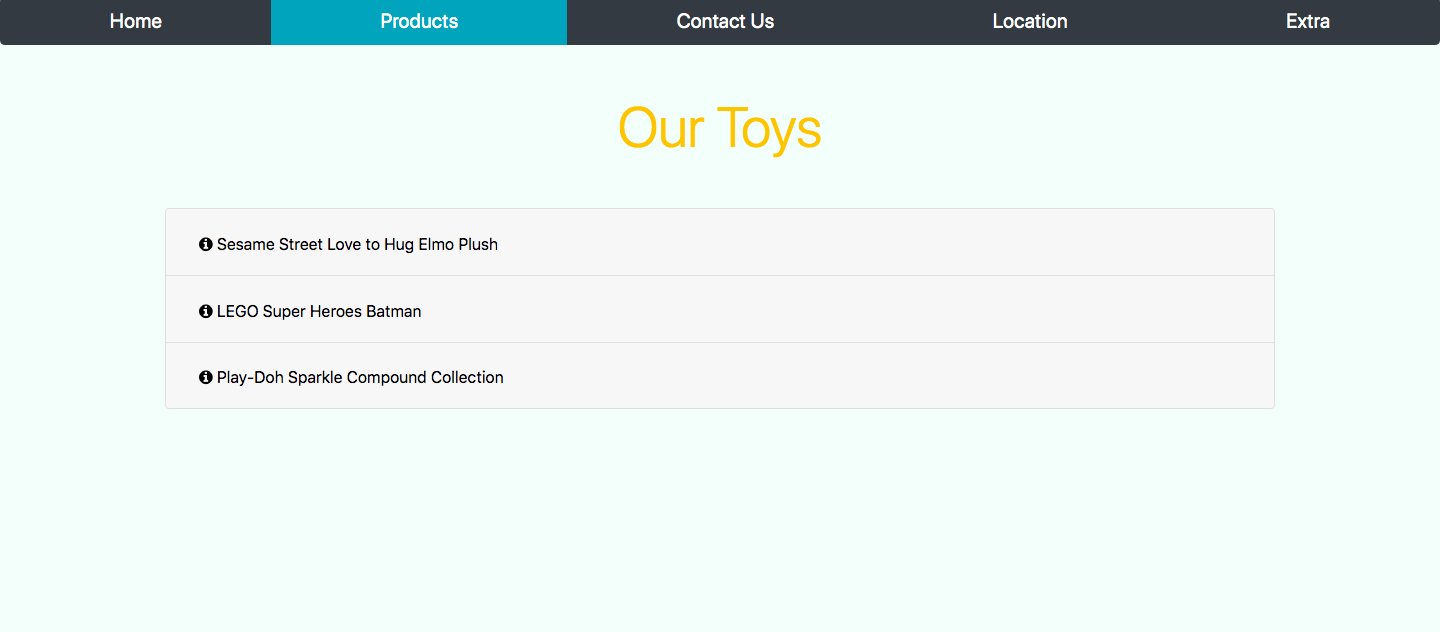 Home Products Contact Us Location Extra
Our Toys
Sesame Street Love to Hug Elmo Plush
LEGO Super Heroes Batman
Play-Doh Sparkle Compound Collection